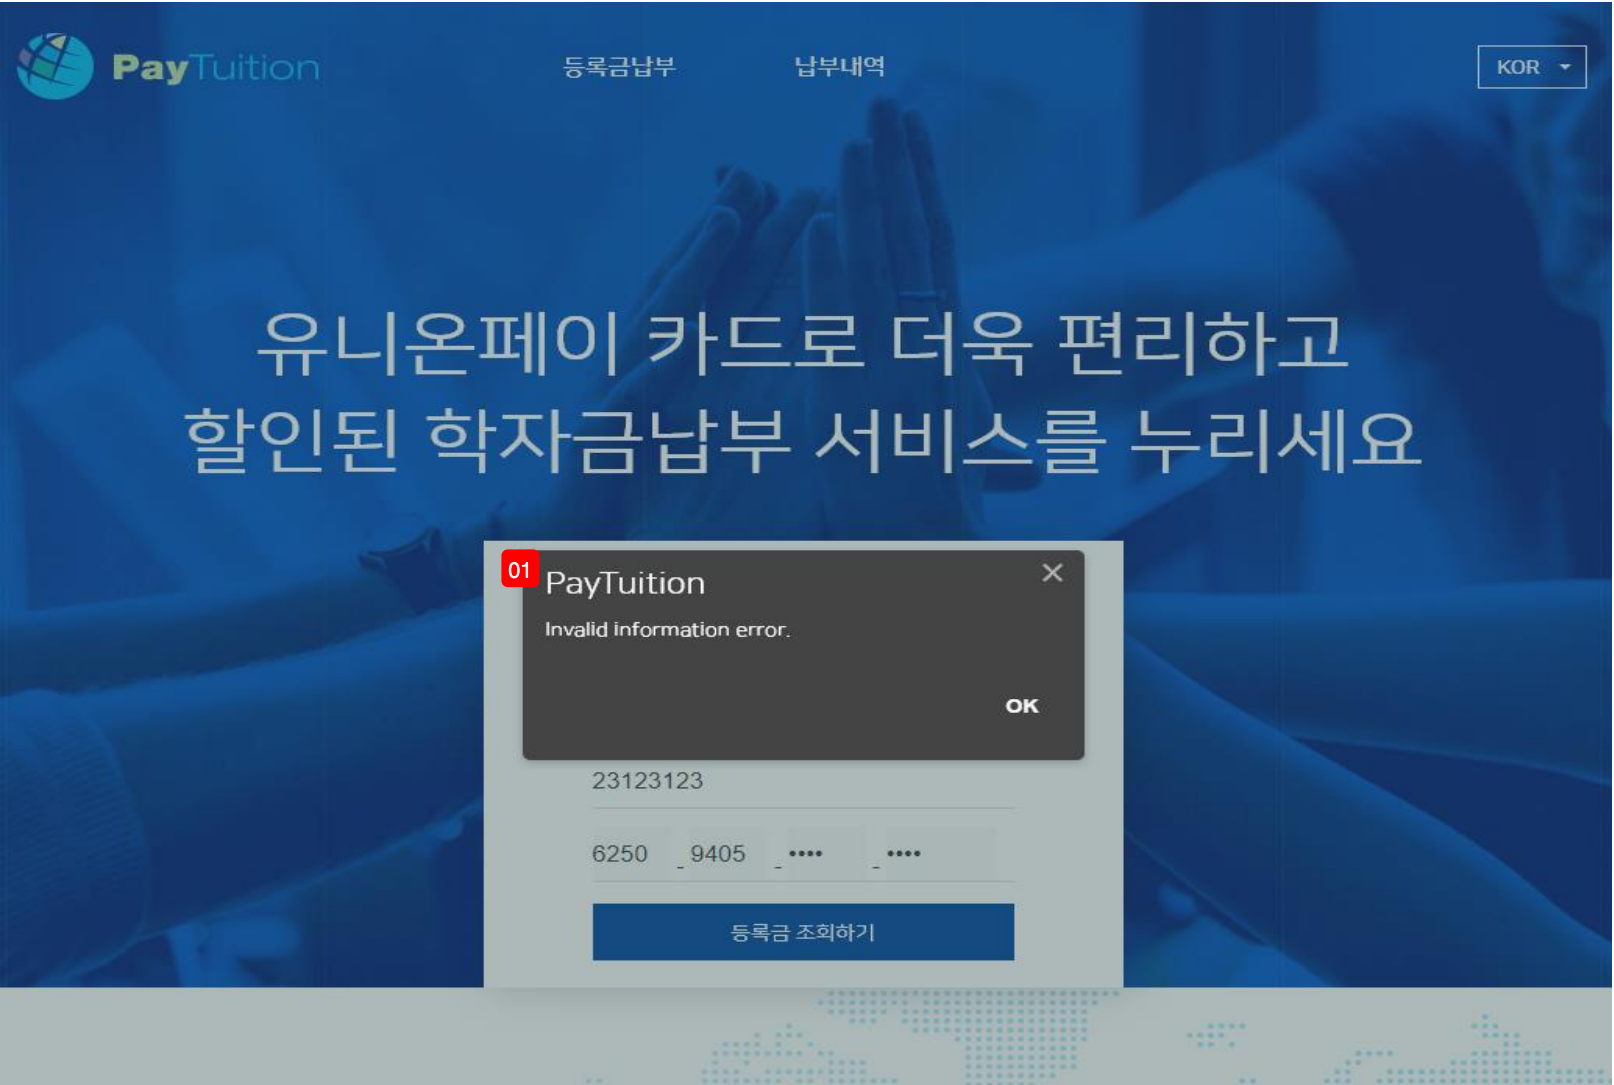 PayTuition
등록금납부
납부내역
KOR
유니온페이 카드로 더욱 편리하고
할인된 학자금납부 서비스를 누리세요
01
PayTuition
Invalid information error.
OK
23123123
6250 - 9405 - •••• - ••••
등록금 조회하기